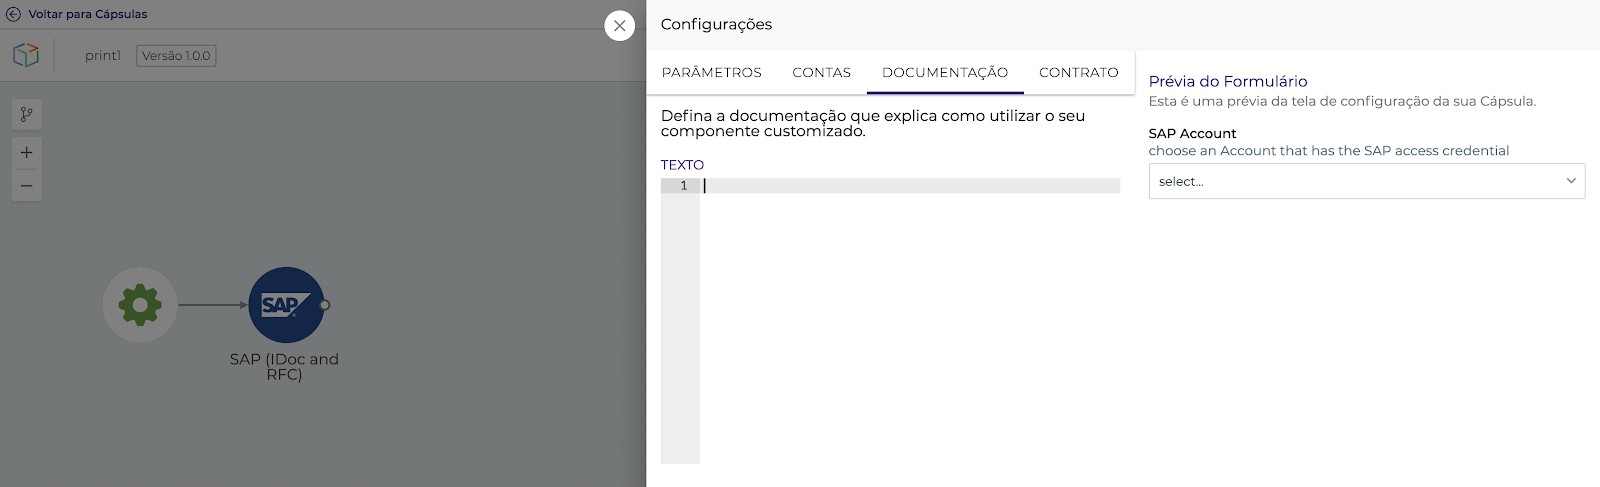 Voltar para Cápsulas
print1
Versão 1.0.0
SAP
SAP (IDoc and
RFC)
Configurações
PARÂMETROS
CONTAS
DOCUMENTAÇÃO
CONTRATO
Defina a documentação que explica como utilizar o seu
componente customizado.
TEXTO
1
Prévia do Formulário
Esta é uma prévia da tela de configuração da sua Cápsula.
SAP Account
choose an Account that has the SAP access credential
select...